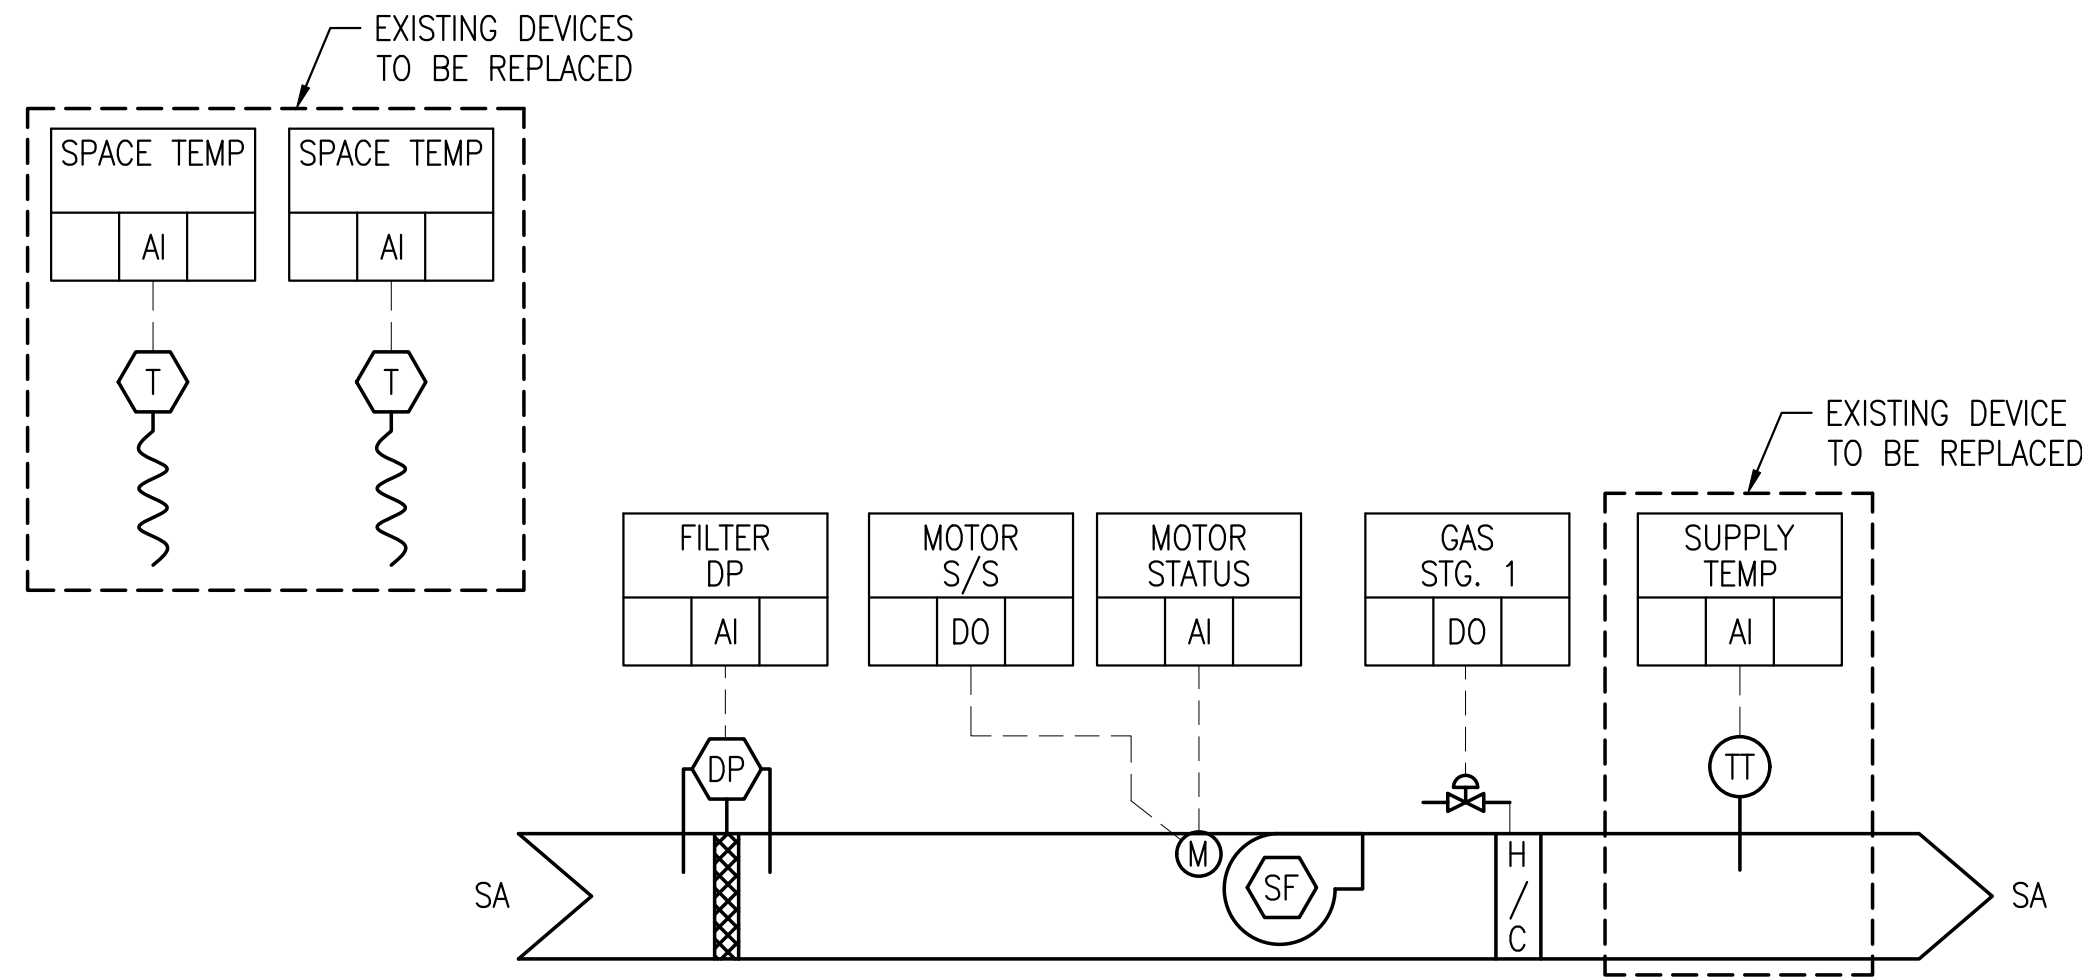 EXISTING DEVICES
TO BE REPLACED
SPACE TEMP
AI
T
SPACE TEMP
AI
T
EXISTING DEVICE
TO BE REPLACED
FILTER
DP
AI
DP
MOTOR
S/S
DO
MOTOR
STATUS
AI
M
SF
GAS
STG. 1
DO
H
/
C
SUPPLY
TEMP
AI
TT
SA
SA